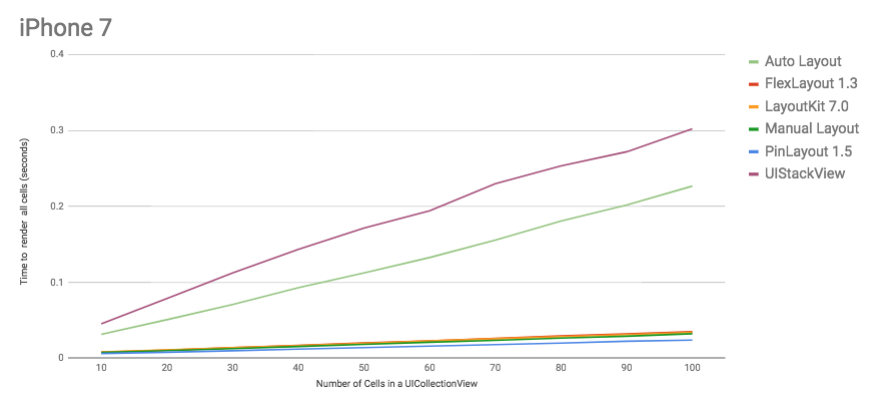 iPhone 7
0.4
0.3
0.2
0.1
0
Time to render all cells (seconds)
10 20 30 40 50 60 70 80 90 100
Number of Cells in a UICollectionView
Auto Layout
FlexLayout 1.3
LayoutKit 7.0
Manual Layout
PinLayout 1.5
UIStackView